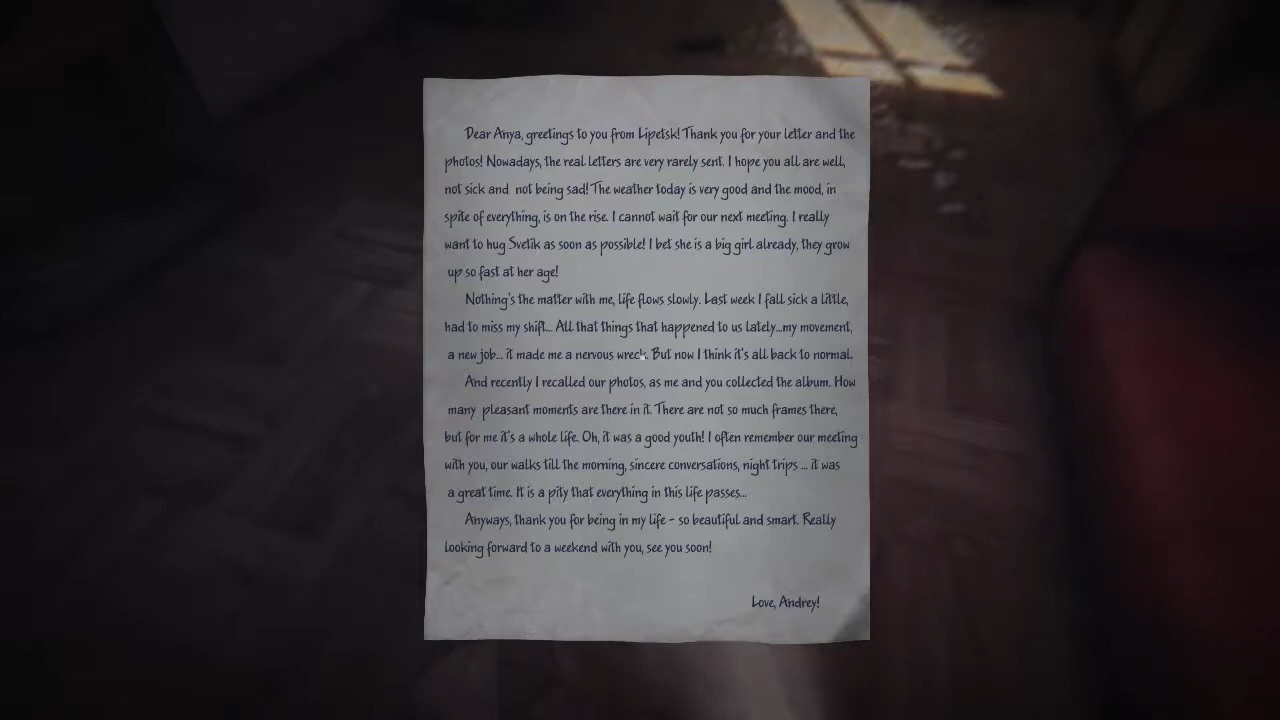 Dear Anya, greetings to you from Lipetsk! Thank you for your letter and the
photos! Nowadays, the real letters are very rarely sent. I hope you all are well,
not sick and not being sad! The weather today is very good and the mood, in
spite of everything, is on the rise. I cannot wait for our next meeting. I really
want to hug Svetik as soon as possible! I bet she is a big girl already, they grow
up so fast at her age!
Nothing's the matter with me, life flows slowly. Last week I fall sick a little,
had to miss my shift... All that things that happened to us lately...my movement,
a new job... it made me a nervous wreck. But now I think it's all back to normal.
And recently I recalled our photos, as me and you collected the album. How
many pleasant moments are there in it. There are not so much frames there,
but for me it's a whole life. Oh, it was a good youth! I often remember our meeting
with you, our walks till the morning, sincere conversations, night trips ... it was
a great time. It is a pity that everything in this life passes...
Anyways, thank you for being in my life - so beautiful and smart. Really
looking forward to a weekend with you, see you soon!
Love, Andrey!